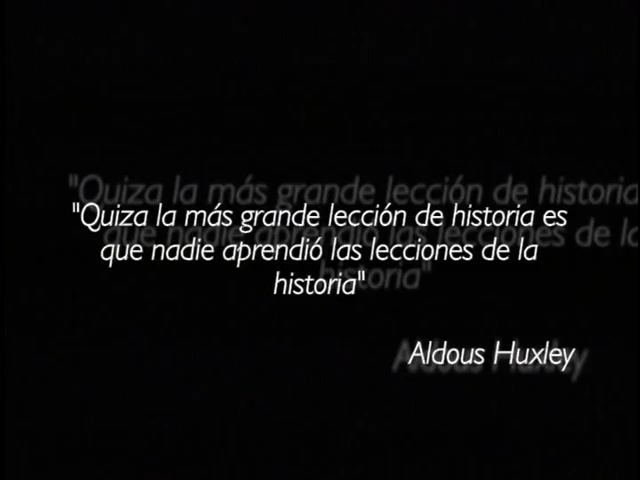 "Quiza la más grande lección de historia es
que nadie aprendió las lecciones de la
historia"
Aldous Huxley